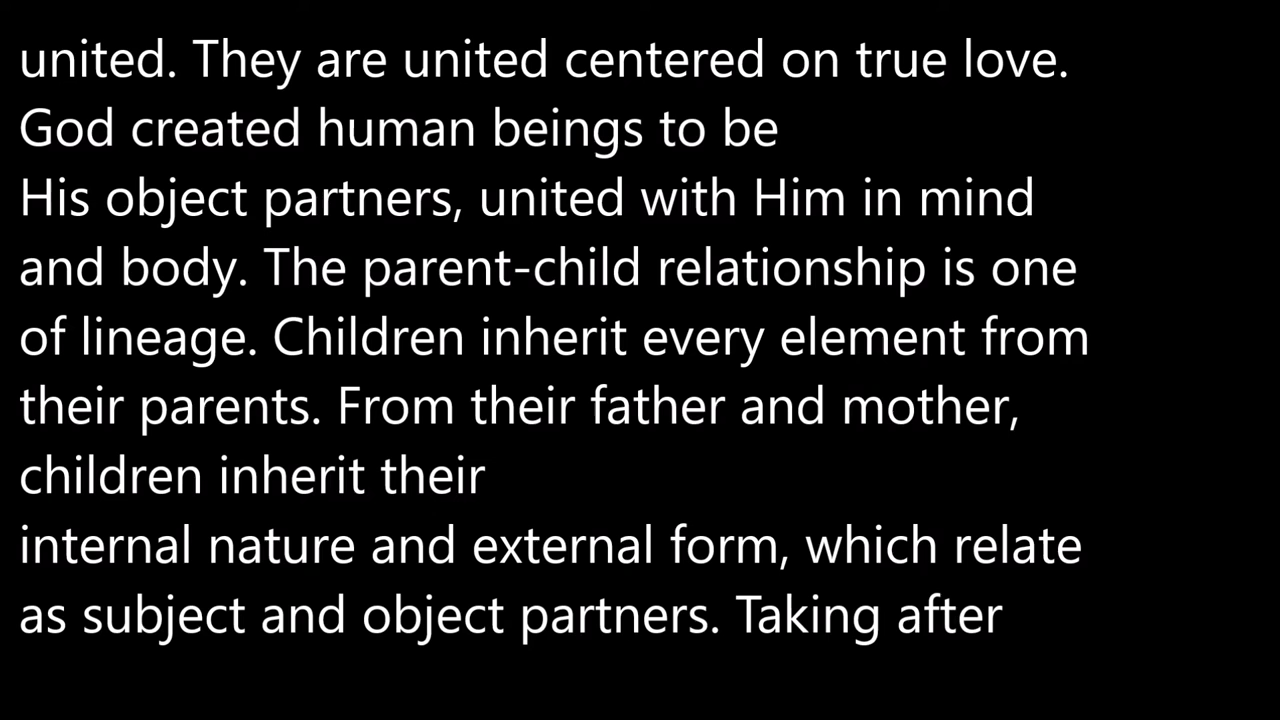 united. They are united centered on true love.
God created human beings to be
His object partners, united with Him in mind
and body. The parent-child relationship is one
of lineage. Children inherit every element from
their parents. From their father and mother,
children inherit their
internal nature and external form, which relate
as subject and object partners. Taking after